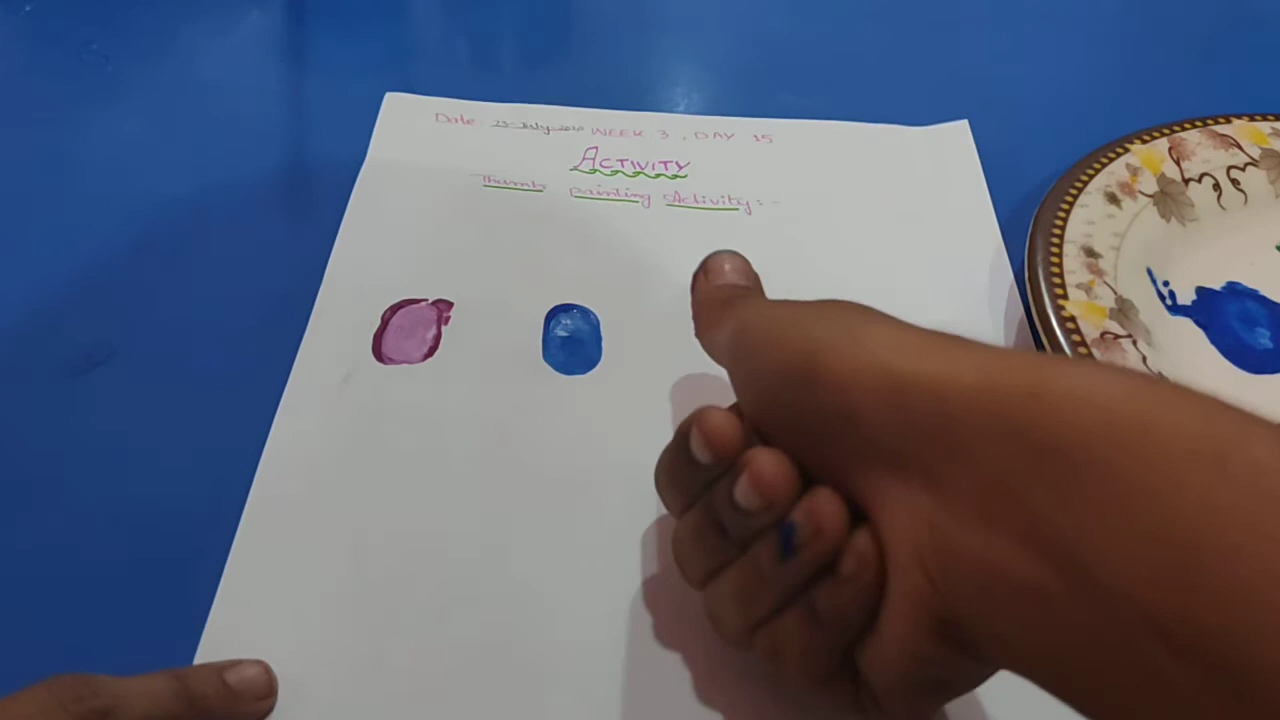 Date 23-July-2020 WEEK 3, DAY 15
ACTIVITY
Thumb painting Activity:-